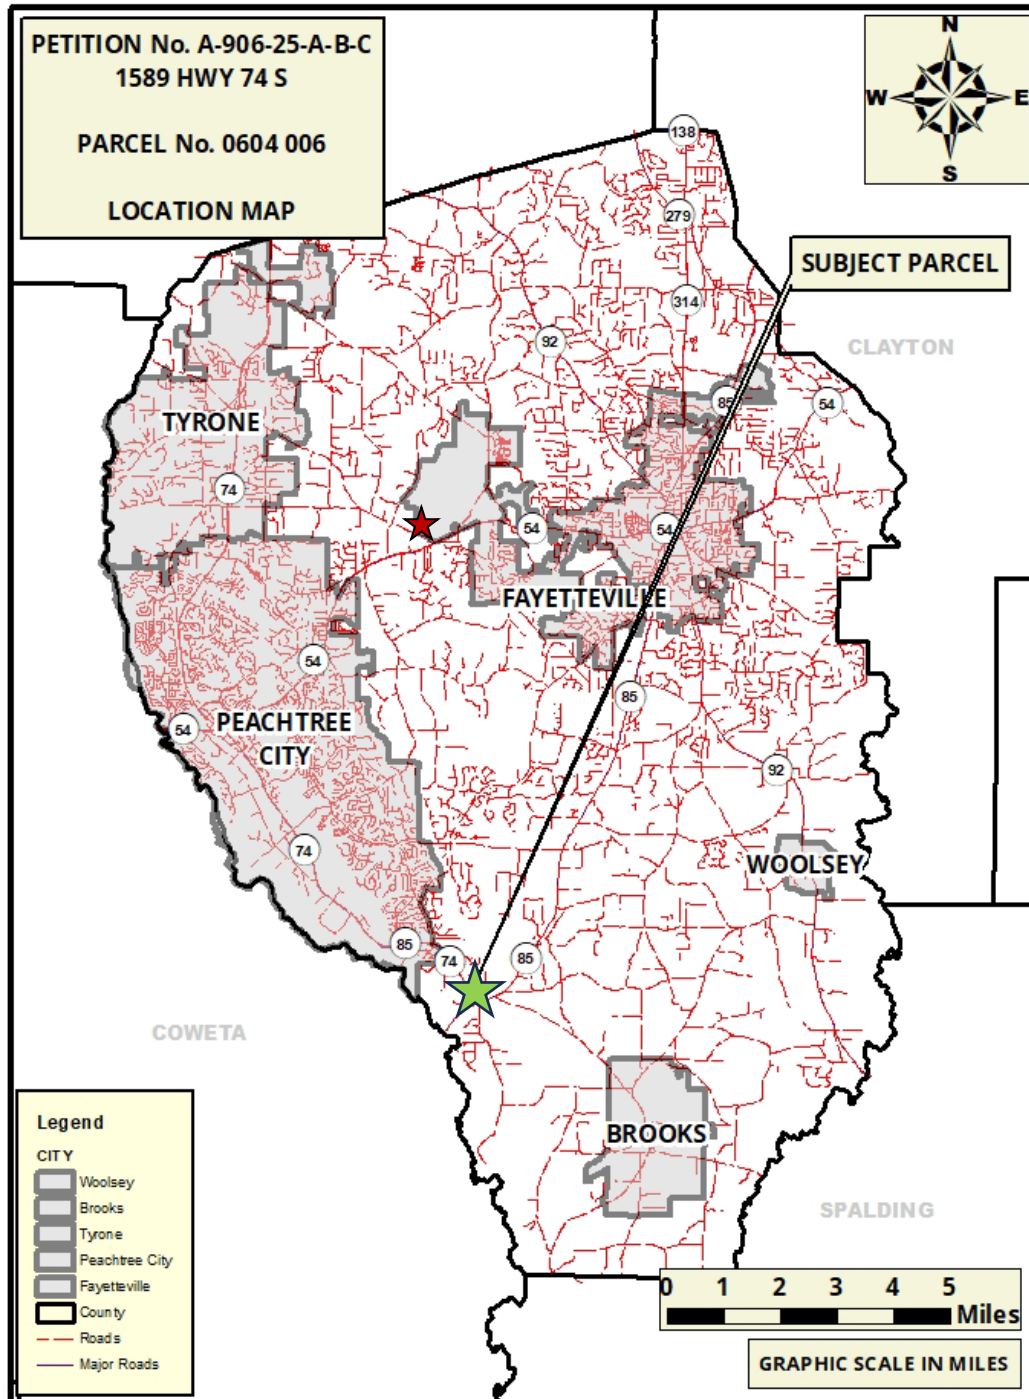 PETITION No. A-906-25-A-B-C
1589 HWY 74 S
PARCEL No. 0604 006
LOCATION MAP
N
W
E
S
138
279
SUBJECT PARCEL
314
92
CLAYTON
85
54
TYRONE
74
54
54
FAYETTEVILLE
54
85
PEACHTREE
CITY
54
92
74
WOOLSEY
85
74
85
COWETA
BROOKS
SPALDING
Legend
CITY
Woolsey
Brooks
Tyrone
Peachtree City
Fayetteville
County
Roads
Major Roads
0 1 2 3 4 5
Miles
GRAPHIC SCALE IN MILES